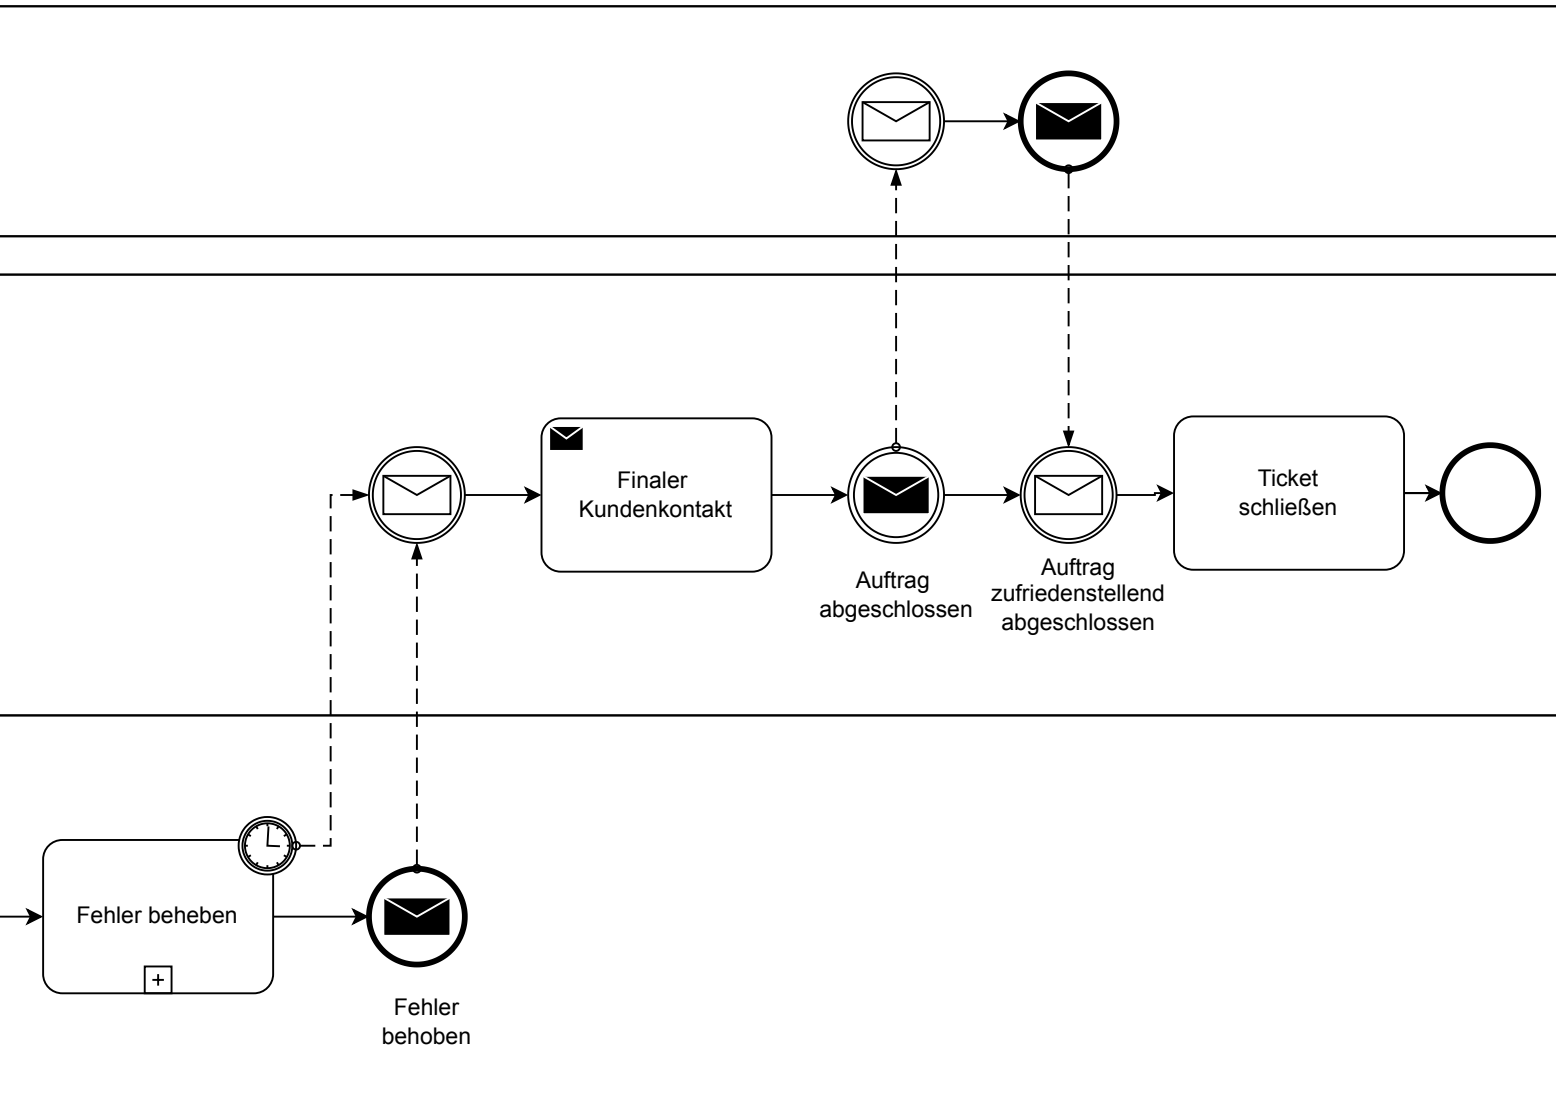 Finaler
Kundenkontakt
Ticket
schließen
Auftrag
abgeschlossen
Auftrag
zufriedenstellend
abgeschlossen
Fehler beheben
Fehler
behoben